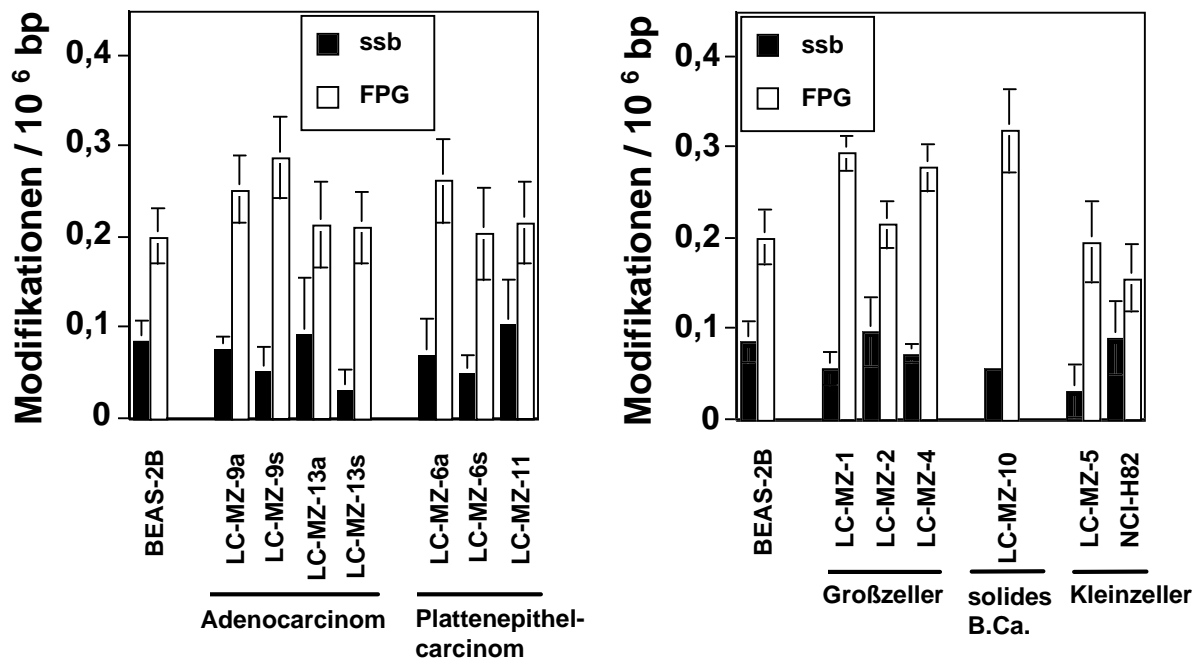 Modifikationen / 10 ⁶ bp
0,4
0,3
0,2
0,1
0
ssb
FPG
BEAS-2B
LC-MZ-9a
LC-MZ-9s
LC-MZ-13a
LC-MZ-13s
LC-MZ-6a
LC-MZ-6s
LC-MZ-11
Adenocarcinom
Plattenepithel-
carcinom
Modifikationen / 10 ⁶ bp
0,4
0,3
0,2
0,1
0
ssb
FPG
BEAS-2B
LC-MZ-1
LC-MZ-2
LC-MZ-4
LC-MZ-10
LC-MZ-5
NCI-H82
Großzeller
solides
B.Ca.
Kleinzeller